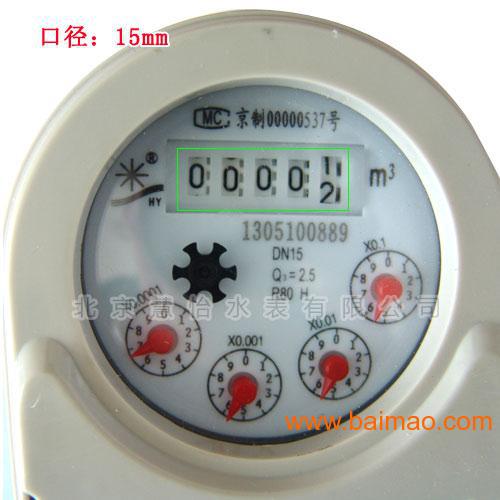 口径：15mm
MC 京制00000537号
0 0 0 0 1 2 m³
HY ®
1305100889
DN15
Q₃=2.5
R80 H
X0.1
X0.01
X0.001
X0.0001
北京慧怡水表有限公司
www.baimao.com